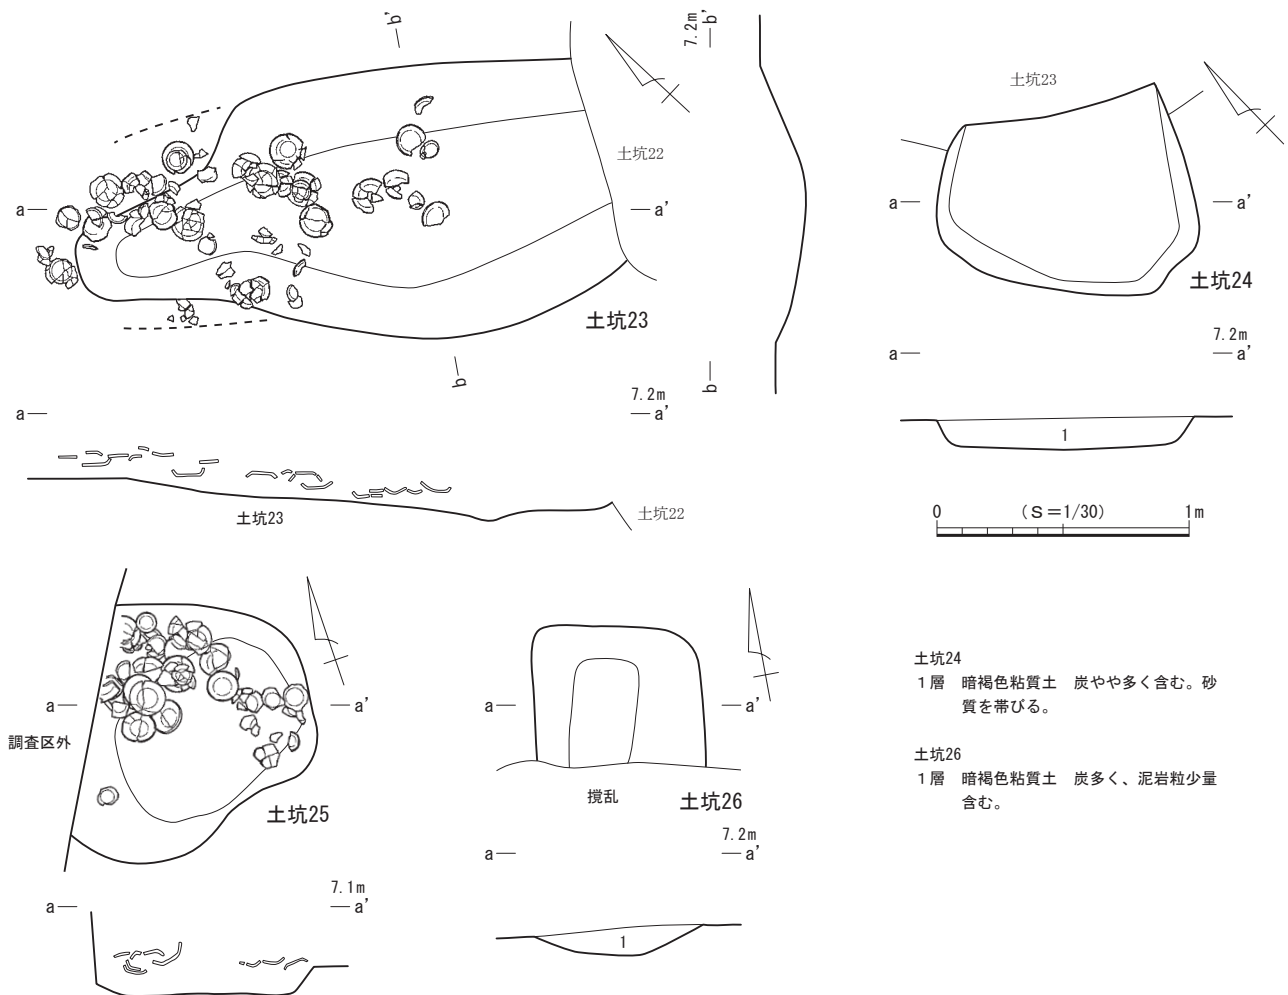 b’
7.2m
b’
土坑23
土坑22
a
a’
a
a’
土坑24
土坑23
b
b
7.2m
a
a’
7.2m
a
a’
1
土坑23
土坑22
0
(S=1/30)
1m
a
a’
調査区外
土坑25
a
a’
撹乱
土坑26
土坑24
1層　暗褐色粘質土　炭やや多く含む。砂
質を帯びる。
土坑26
1層　暗褐色粘質土　炭多く、泥岩粒少量
含む。
7.2m
a
a’
7.1m
a
a’
1